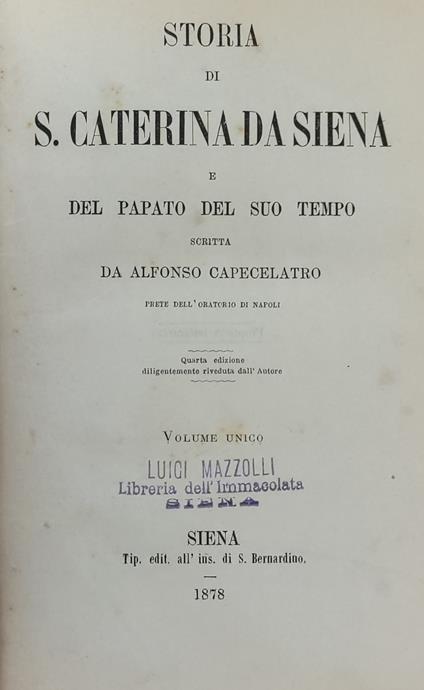 STORIA
DI
S. CATERINA DA SIENA
E
DEL PAPATO DEL SUO TEMPO
SCRITTA
DA ALFONSO CAPECELATRO
PRETE DELL'ORATORIO DI NAPOLI
Quarta edizione
diligentemente riveduta dall' Autore
VOLUME UNICO
LUIGI MAZZOLLI
Libreria dell'Immacolata
SIENA
SIENA
Tip. edit. all' ins. di S. Bernardino.
1878